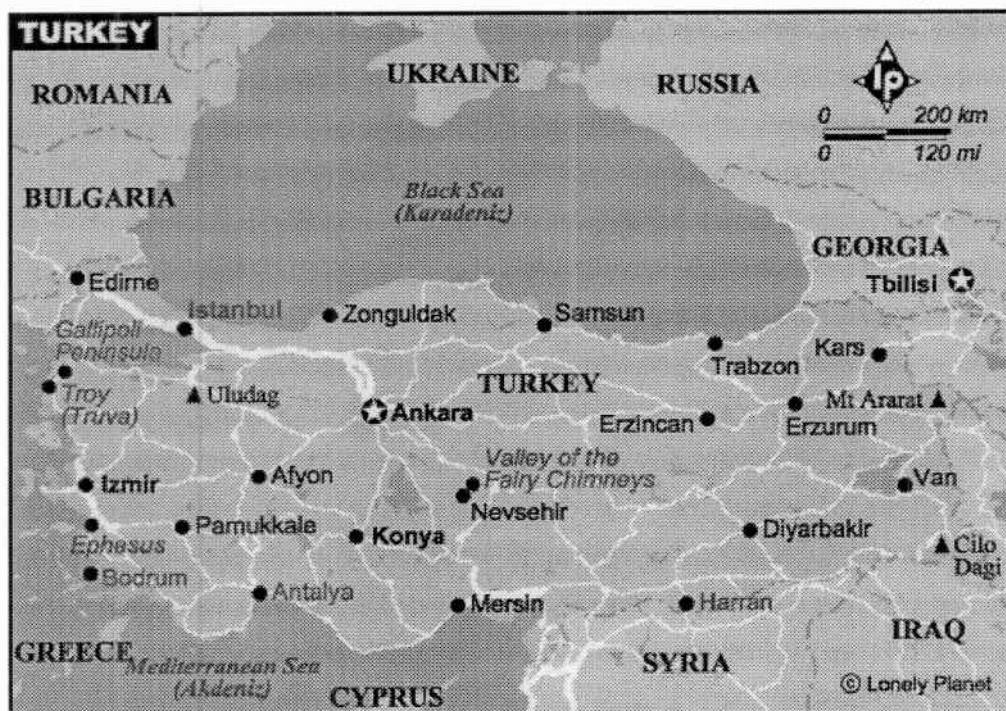 TURKEY
ROMANIA
UKRAINE
RUSSIA
lp
0 200 km
0 120 mi
BULGARIA
Black Sea
(Karadeniz)
GEORGIA
Tbilisi
Edirne
Istanbul
Zonguldak
Samsun
Trabzon
Kars
Gallipoli
Peninsula
Troy
(Truva)
Uludag
TURKEY
Ankara
Erzincan
Erzurum
Mt Ararat
Izmir
Afyon
Valley of the
Fairy Chimneys
Nevsehir
Van
Ephesus
Pamukkale
Konya
Diyarbakir
Cilo
Dagi
Bodrum
Antalya
Mersin
Harran
GREECE
Mediterranean Sea
(Akdeniz)
CYPRUS
SYRIA
IRAQ
© Lonely Planet